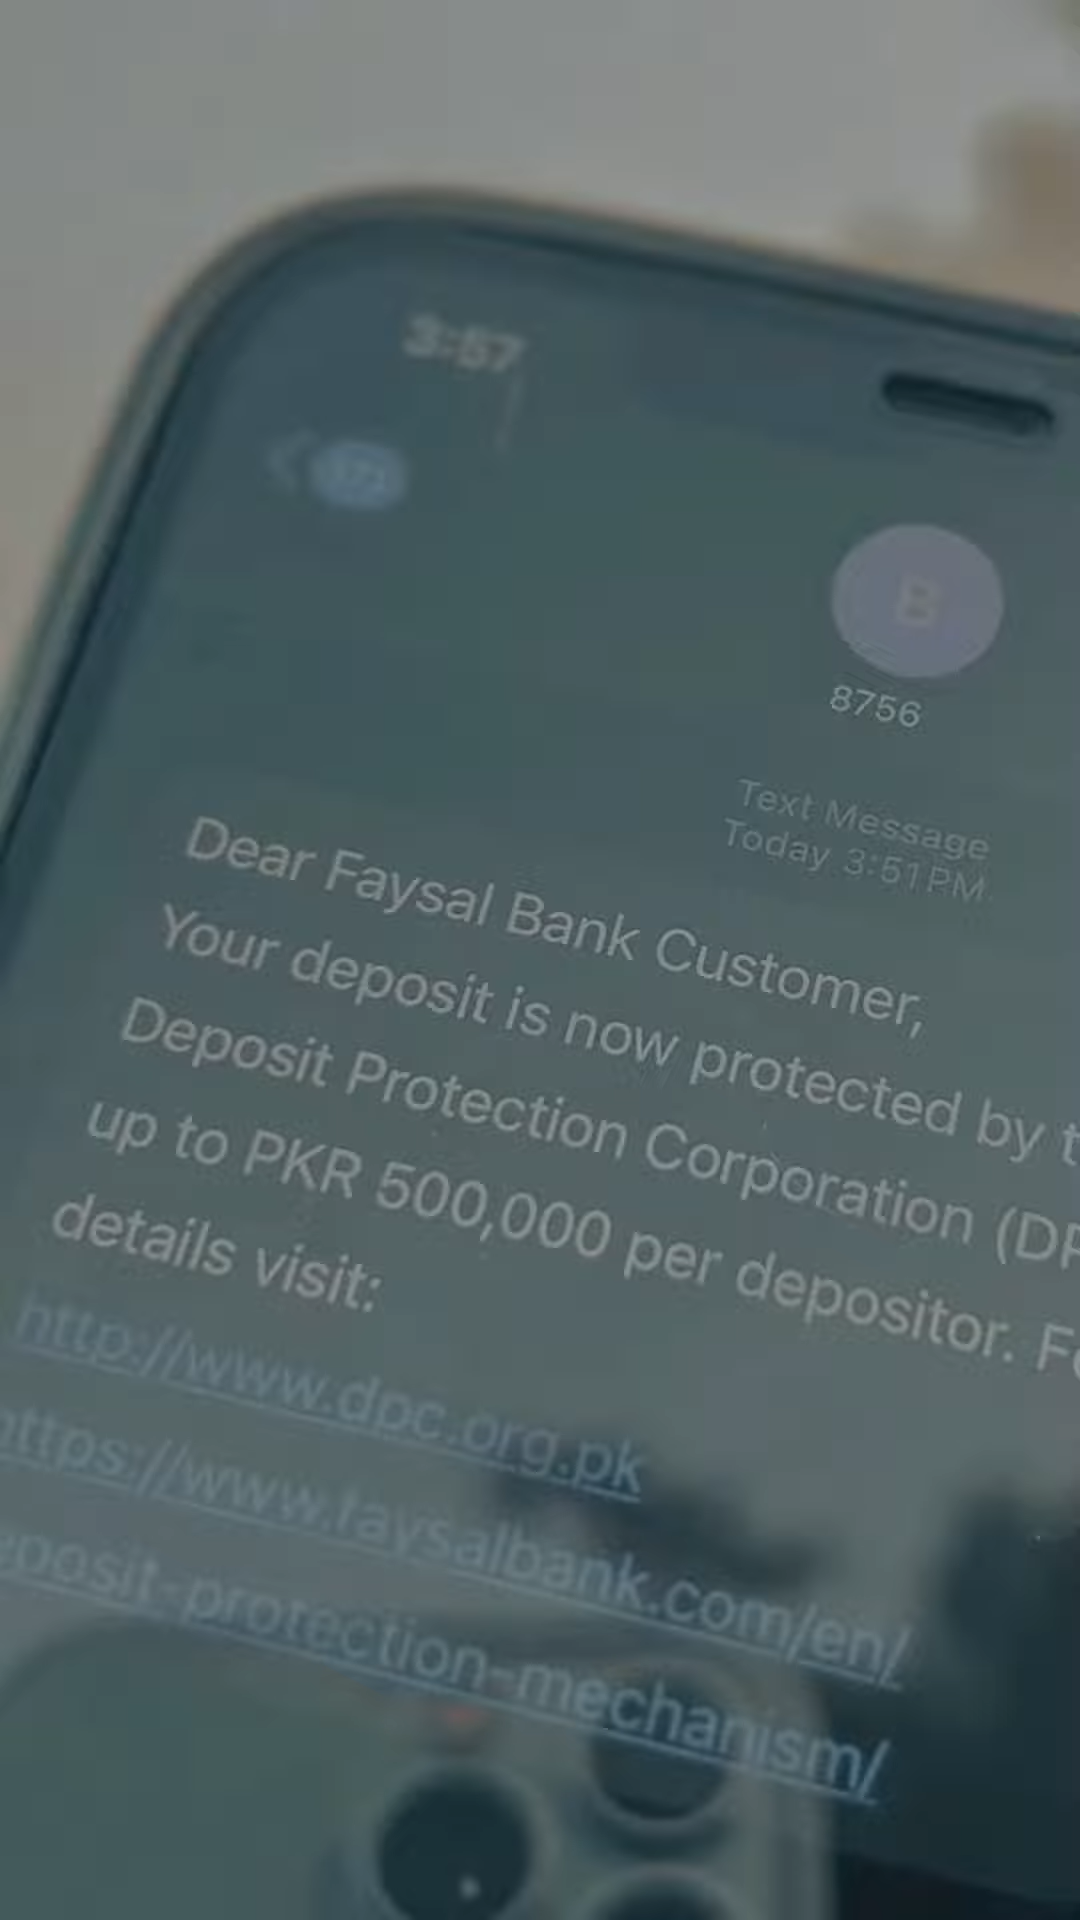 3:57
B
8756
Text Message
Today 3:51 PM
Dear Faysal Bank Customer,
Your deposit is now protected by t
Deposit Protection Corporation (DP
up to PKR 500,000 per depositor. Fo
details visit:
http://www.dpc.org.pk
https://www.faysalbank.com/en/
eposit-protection-mechanism/